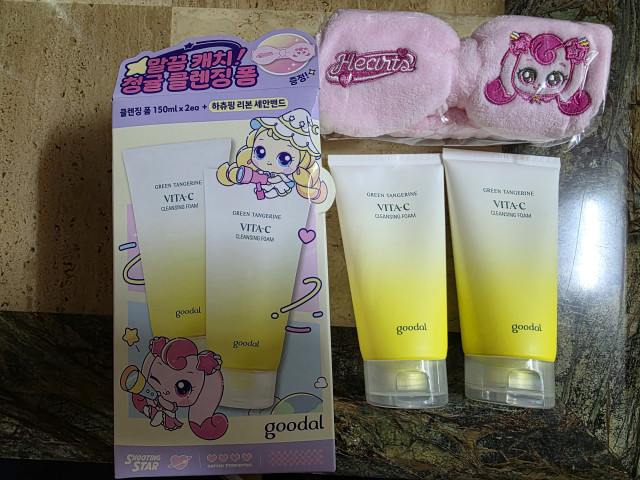 말끔 캐치!
청귤 클렌징 폼
증정!
클렌징 폼 150ml x 2ea + 하츄핑 리본 세안밴드
GREEN TANGERINE
VITA-C
CLEANSING FOAM
goodal
GREEN TANGERINE
VITA-C
CLEANSING FOAM
goodal
goodal
SHOOTING
STAR
Hearts
GREEN TANGERINE
VITA-C
CLEANSING FOAM
goodal
GREEN TANGERINE
VITA-C
CLEANSING FOAM
goodal